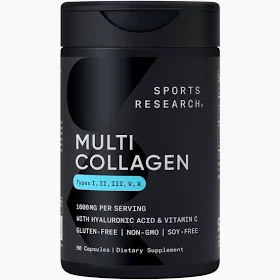 SPORTS
RESEARCH®
MULTI
COLLAGEN
Types I, II, III, V, X
1600MG PER SERVING
WITH HYALURONIC ACID & VITAMIN C
GLUTEN-FREE | NON-GMO | SOY-FREE
90 Capsules | Dietary Supplement